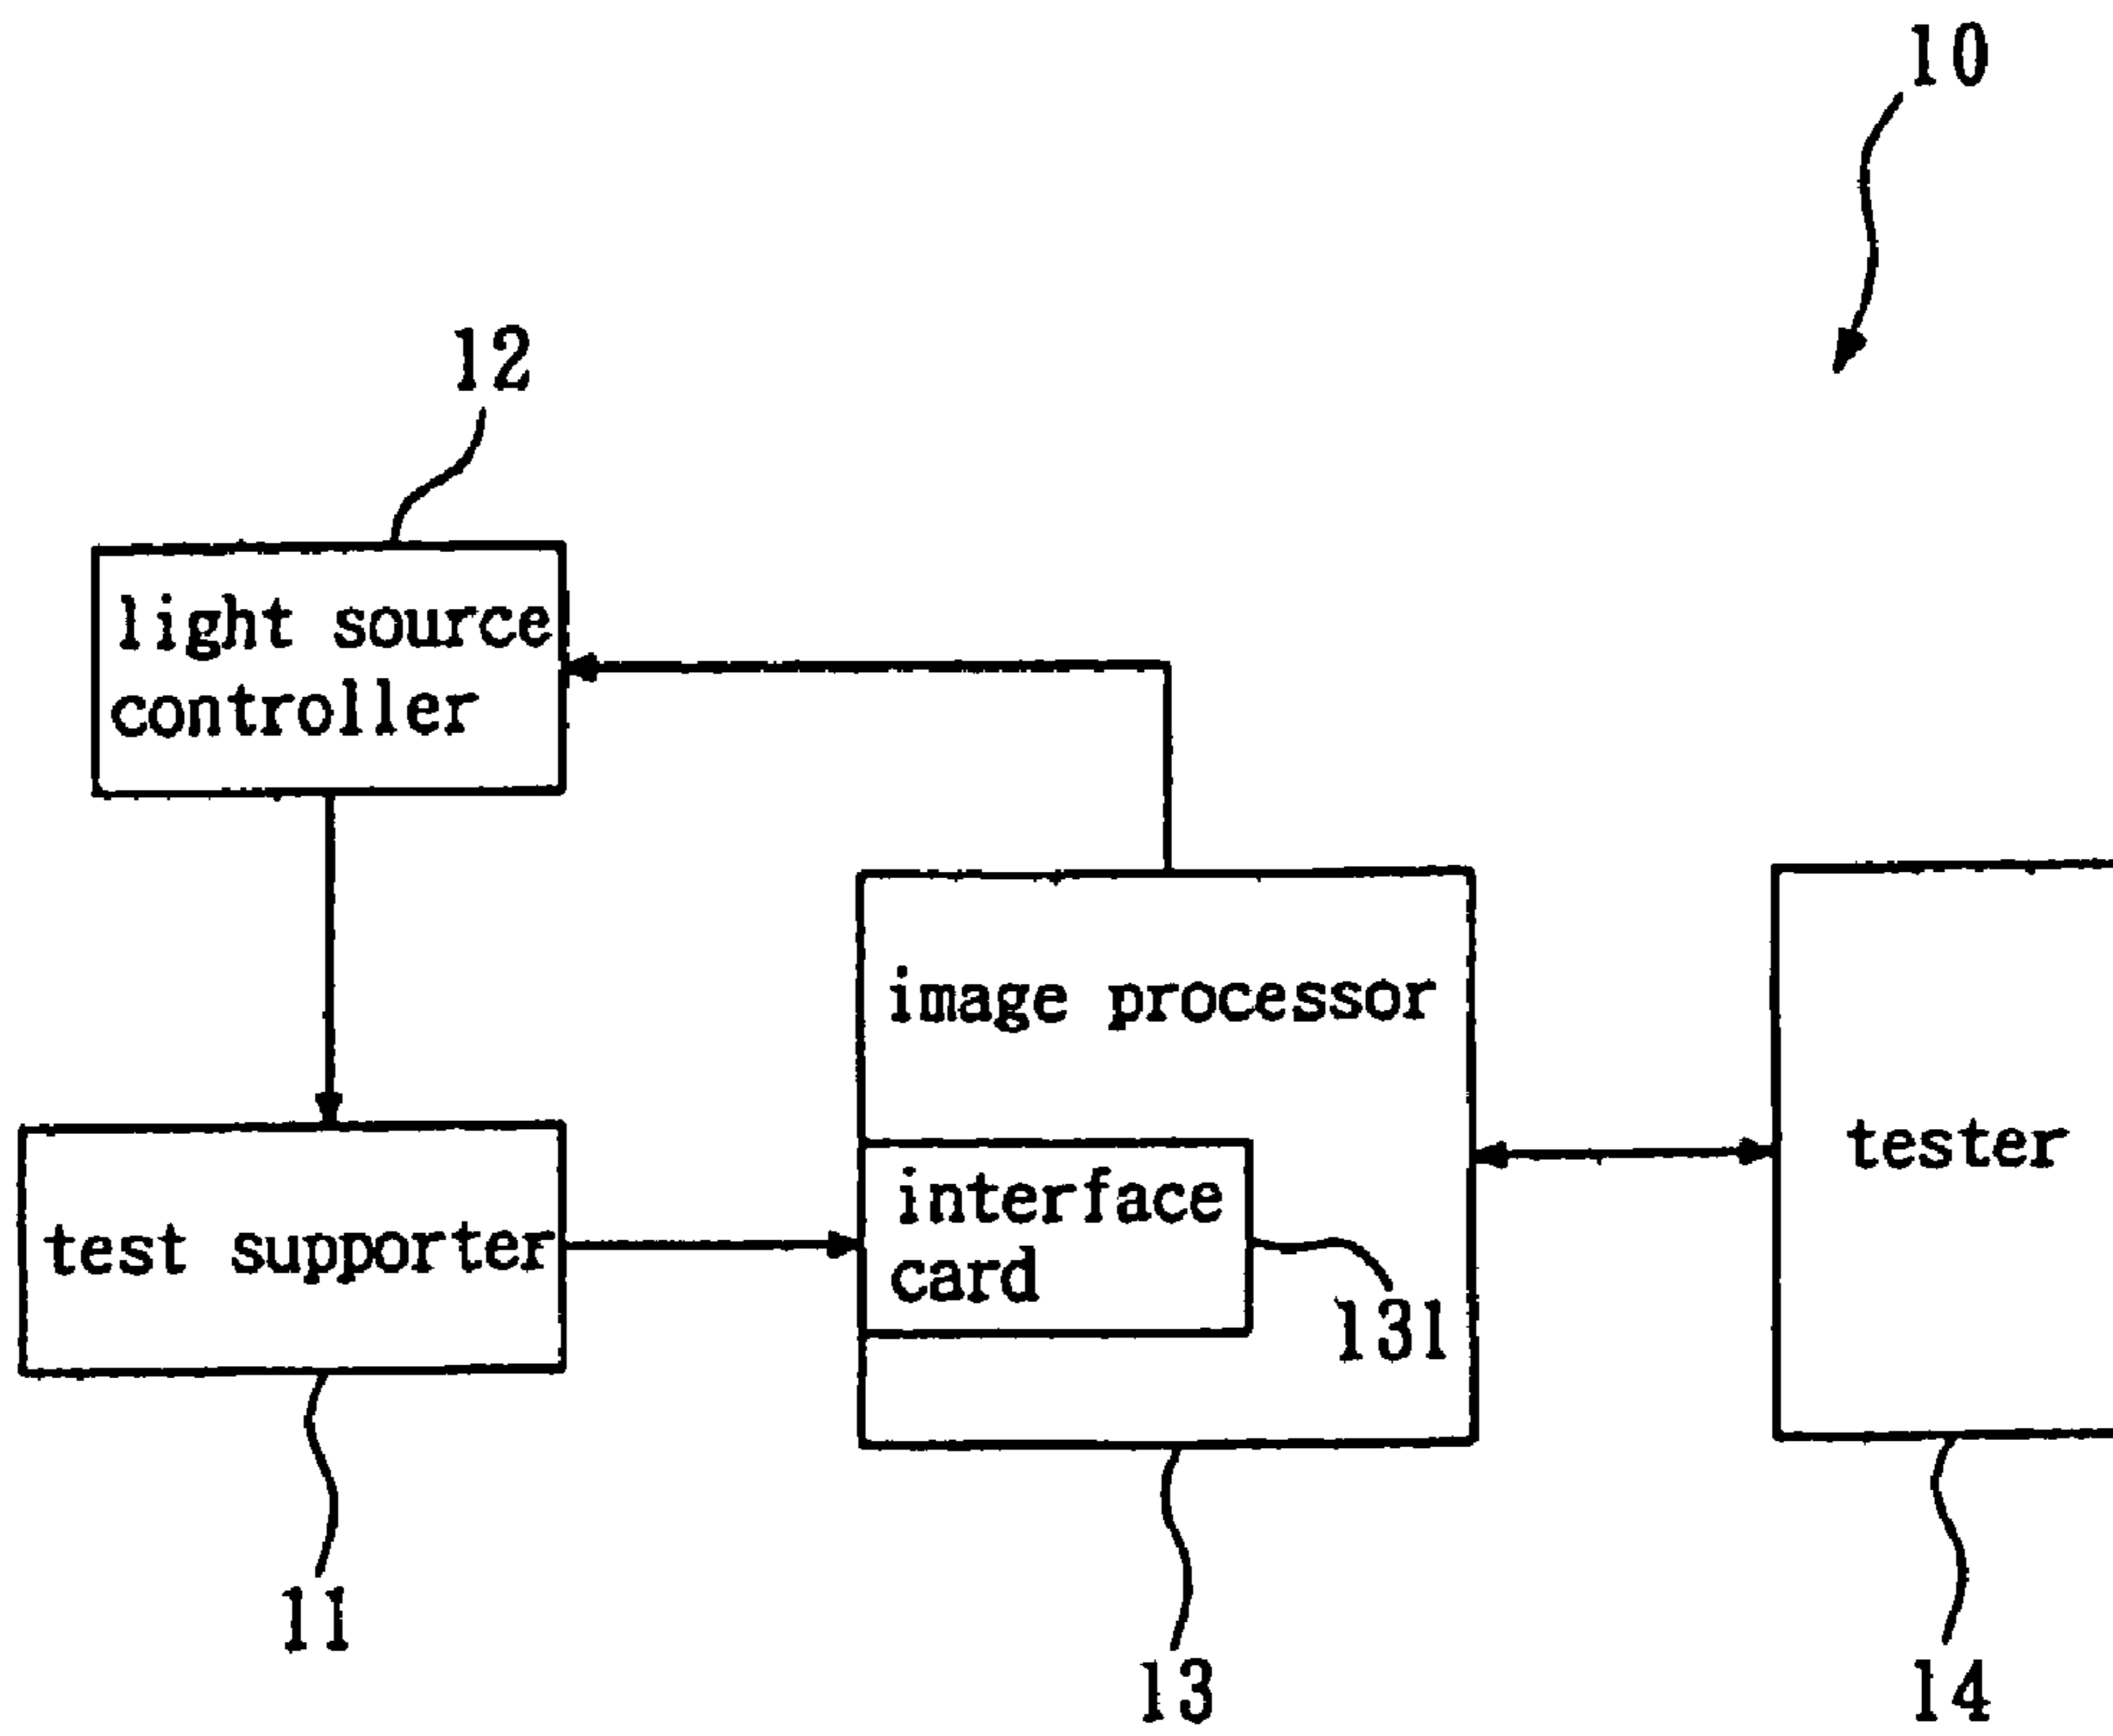 10
12
light source
controller
image processor
tester
interface
card
test supporter
131
11
13
14